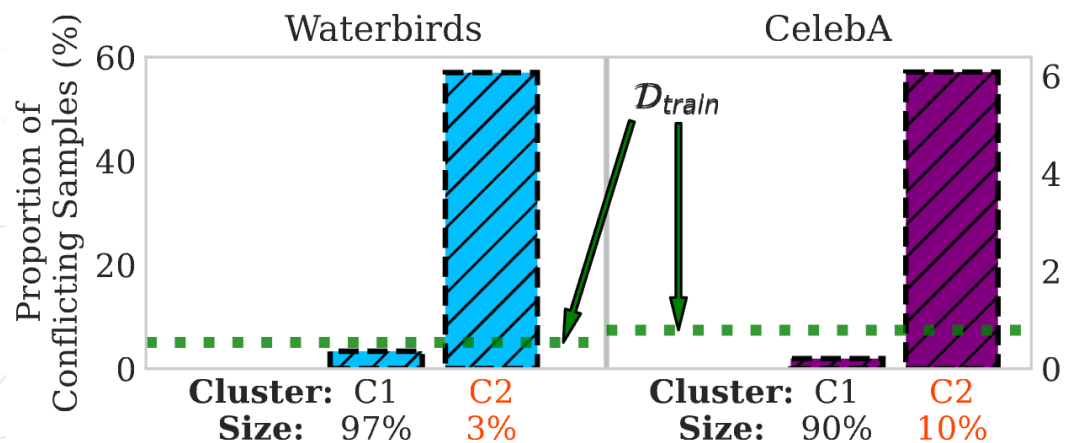 Waterbirds CelebA
Proportion of
Conflicting Samples (%)
60
40
20
0
𝒟train
6
4
2
0
Cluster: C1 C2 Cluster: C1 C2
Size: 97% 3% Size: 90% 10%